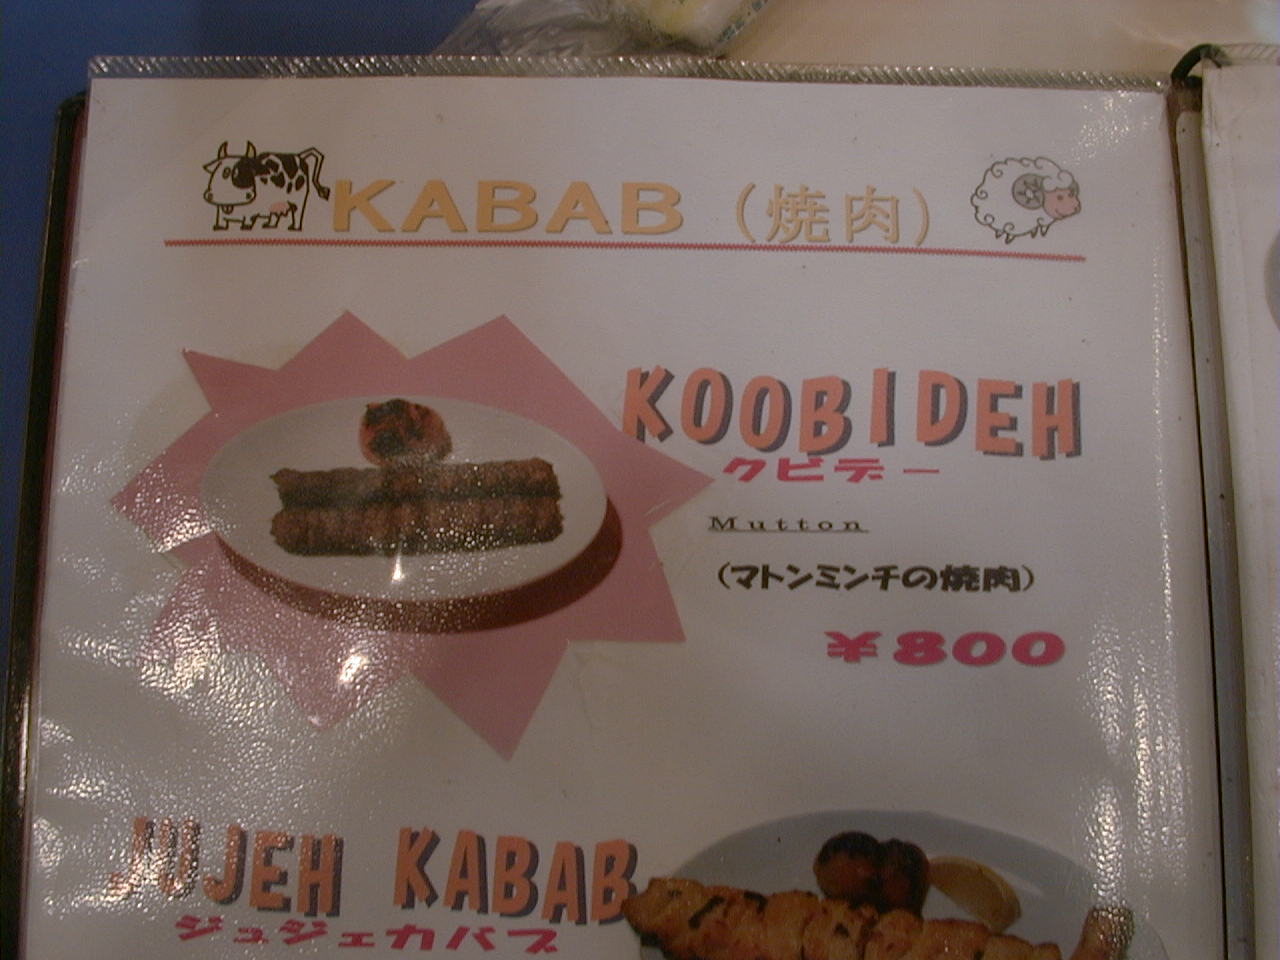 KABAB (焼肉)
KOOBIDEH
クビデー
Mutton
(マトンミンチの焼肉)
¥800
JUJEH KABAB
ジュジェカバブ